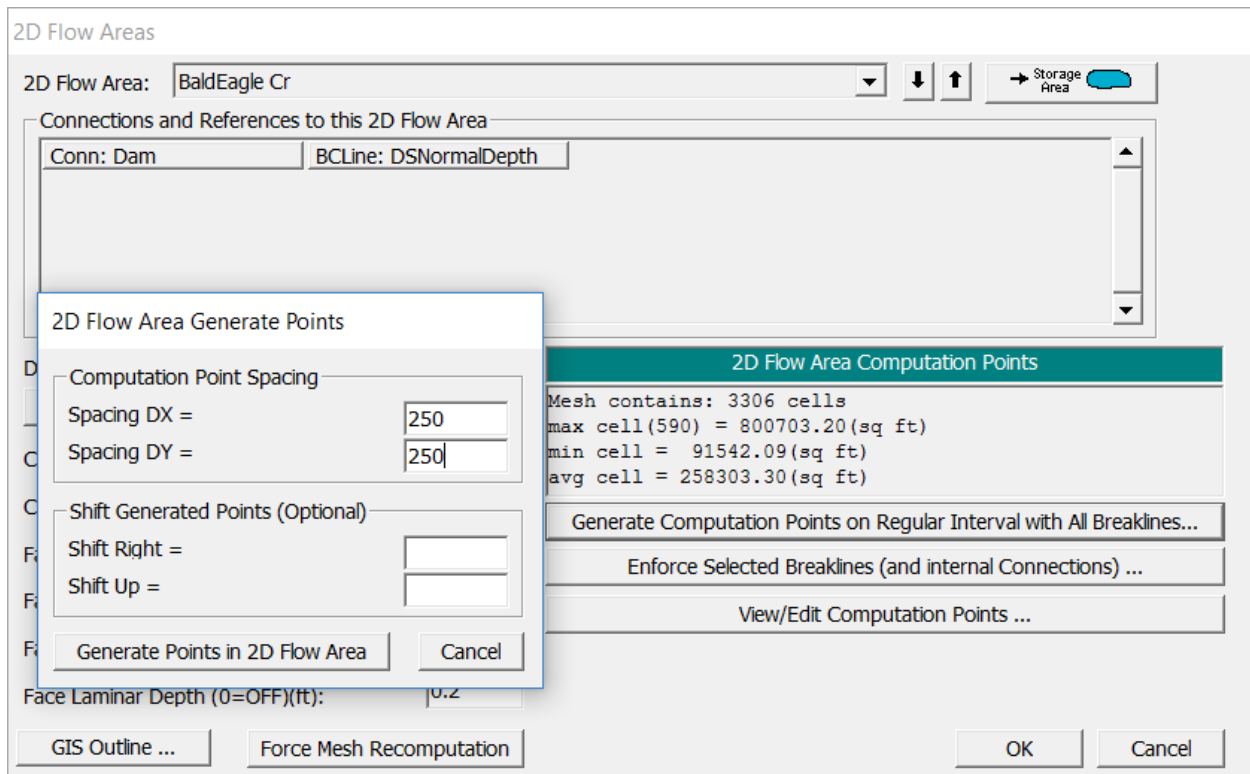 2D Flow Areas
2D Flow Area: BaldEagle Cr
Storage Area
Connections and References to this 2D Flow Area
Conn: Dam BCLine: DSNormalDepth
2D Flow Area Generate Points
Computation Point Spacing
Spacing DX = 250
Spacing DY = 250
Shift Generated Points (Optional)
Shift Right =
Shift Up =
Generate Points in 2D Flow Area Cancel
2D Flow Area Computation Points
Mesh contains: 3306 cells
max cell(590) = 800703.20(sq ft)
min cell = 91542.09(sq ft)
avg cell = 258303.30(sq ft)
Generate Computation Points on Regular Interval with All Breaklines...
Enforce Selected Breaklines (and internal Connections) ...
View/Edit Computation Points ...
Face Laminar Depth (0=OFF)(ft): 0.2
GIS Outline ... Force Mesh Recomputation OK Cancel